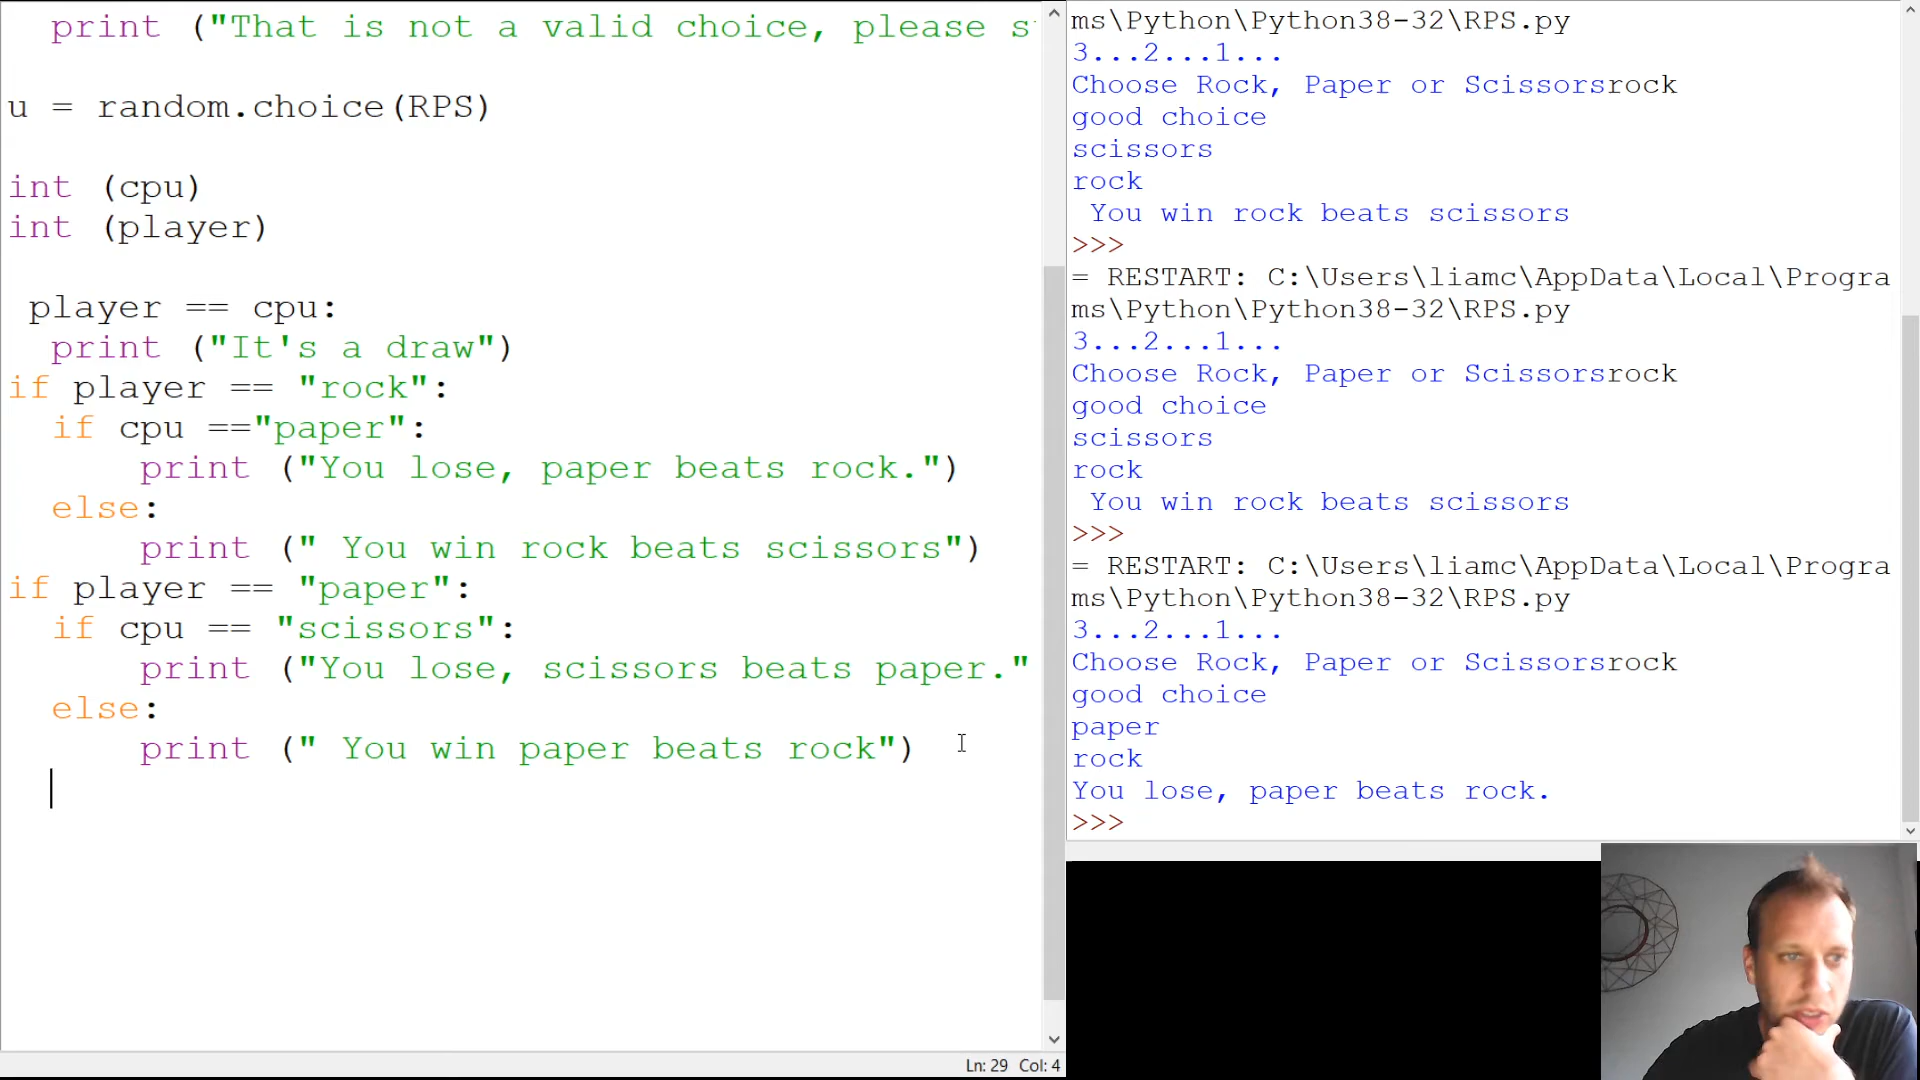 print ("That is not a valid choice, please s
u = random.choice(RPS)
int (cpu)
int (player)
player == cpu:
print ("It's a draw")
if player == "rock":
if cpu =="paper":
print ("You lose, paper beats rock.")
else:
print (" You win rock beats scissors")
if player == "paper":
if cpu == "scissors":
print ("You lose, scissors beats paper."
else:
print (" You win paper beats rock")
Ln: 29 Col: 4
ms\Python\Python38-32\RPS.py
3...2...1...
Choose Rock, Paper or Scissorsrock
good choice
scissors
rock
You win rock beats scissors
>>>
= RESTART: C:\Users\liamc\AppData\Local\Progra
ms\Python\Python38-32\RPS.py
3...2...1...
Choose Rock, Paper or Scissorsrock
good choice
scissors
rock
You win rock beats scissors
>>>
= RESTART: C:\Users\liamc\AppData\Local\Progra
ms\Python\Python38-32\RPS.py
3...2...1...
Choose Rock, Paper or Scissorsrock
good choice
paper
rock
You lose, paper beats rock.
>>>